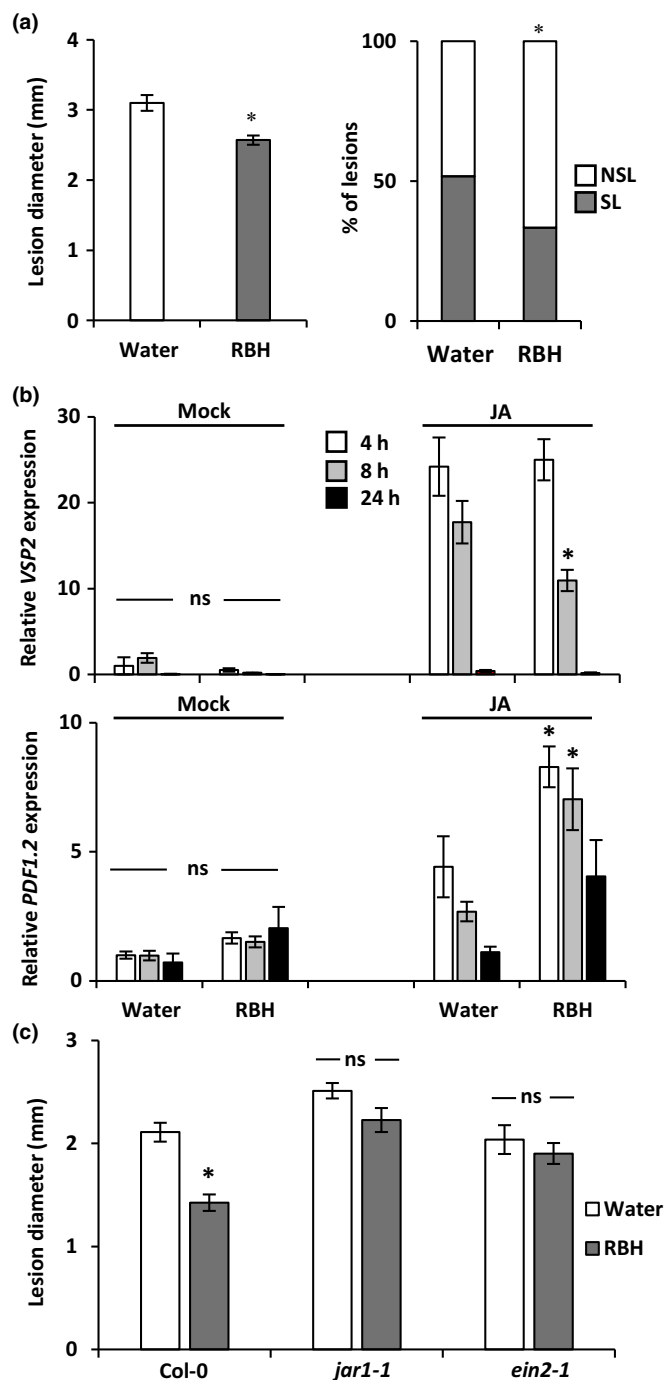 (a)
Lesion diameter (mm)
4
3
2
1
0
*
Water
RBH
% of lesions
100
50
0
*
NSL
SL
Water
RBH
(b)
Relative VSP2 expression
30
20
10
0
Mock
JA
4 h
8 h
24 h
ns
*
Relative PDF1.2 expression
10
5
0
Mock
JA
ns
* *
Water
RBH
Water
RBH
(c)
Lesion diameter (mm)
3
2
1
0
*
ns
ns
Water
RBH
Col-0
jar1-1
ein2-1